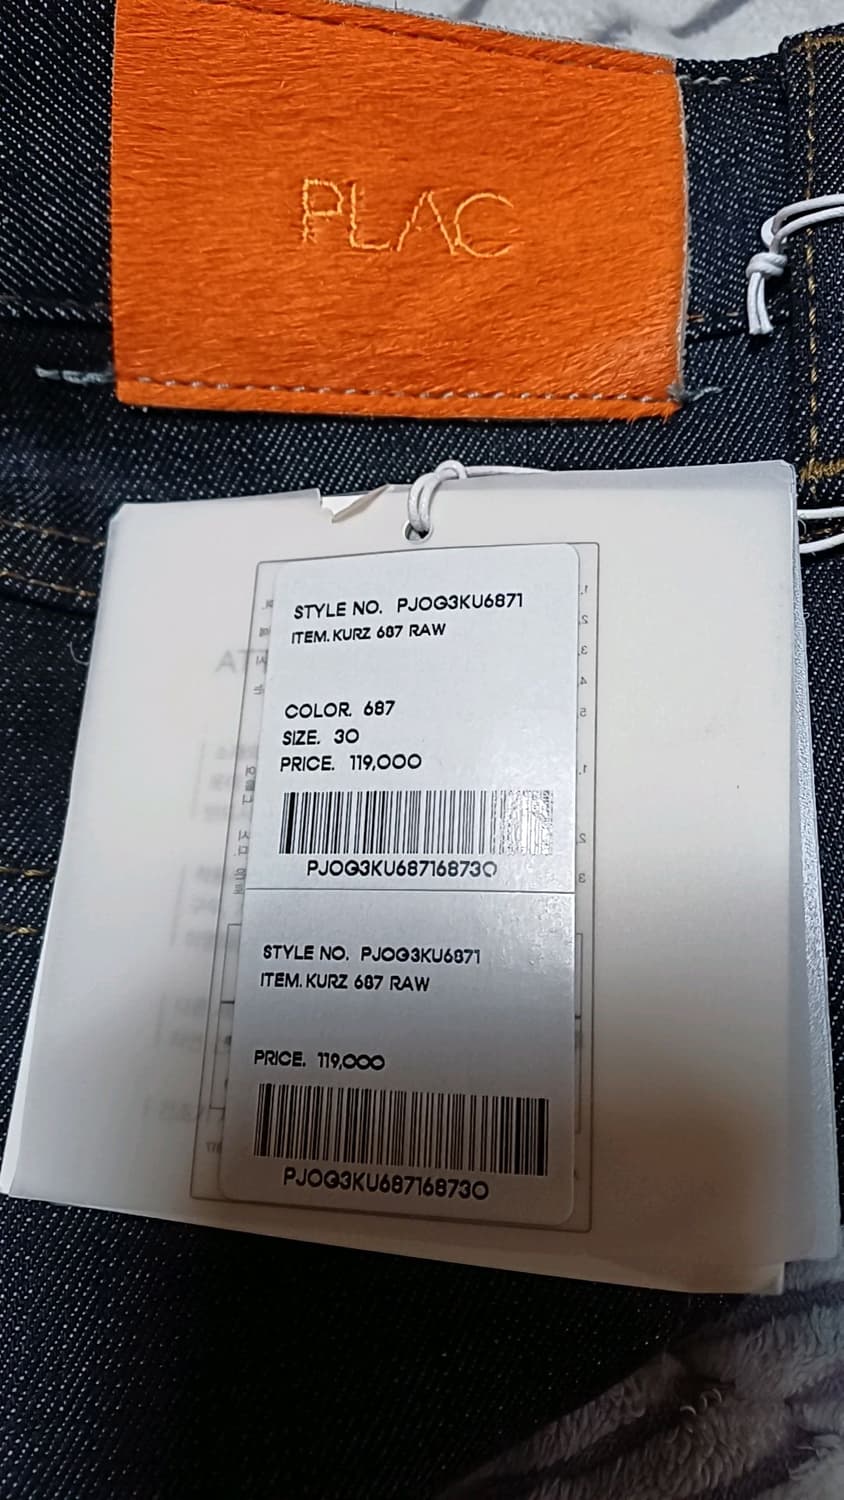 PLAC
STYLE NO. PJOG3KU6871
ITEM. KURZ 687 RAW
COLOR. 687
SIZE. 30
PRICE. 119,000
PJOG3KU687168730
STYLE NO. PJOG3KU6871
ITEM. KURZ 687 RAW
PRICE. 119,000
PJOG3KU687168730